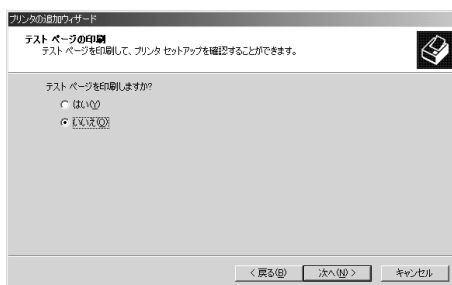 プリンタの追加ウィザード
テスト ページの印刷
テスト ページを印刷して、プリンタ セットアップを確認することができます。
テスト ページを印刷しますか?
はい(Y)
いいえ(O)
< 戻る(B) 次へ(N) > キャンセル